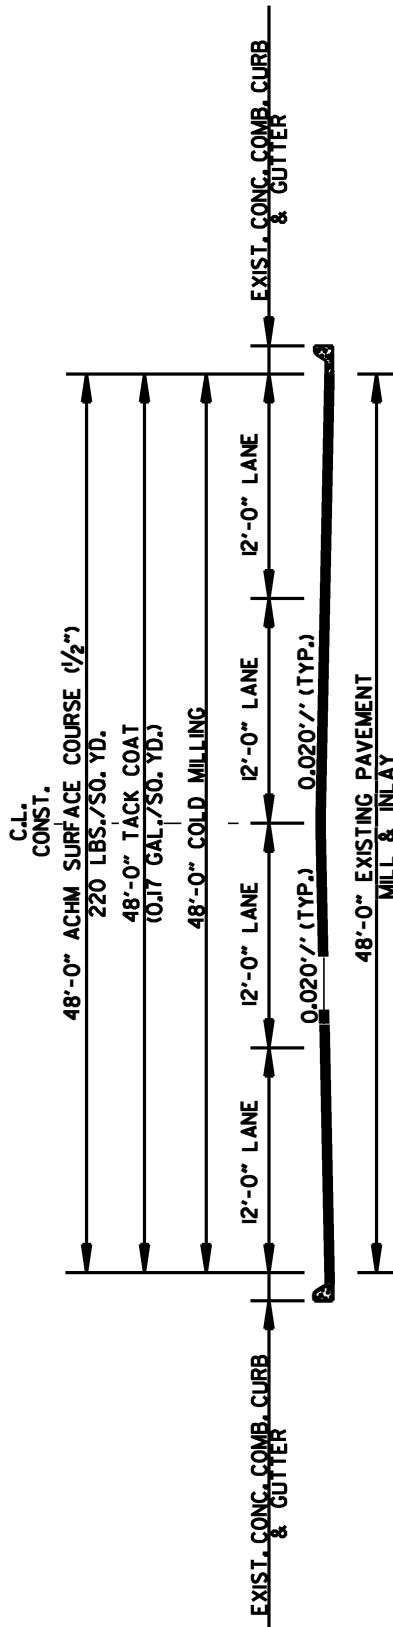 C.L.
CONST.
48'-0" ACHM SURFACE COURSE (1/2")
220 LBS./SQ. YD.
48'-0" TACK COAT
(0.17 GAL./SQ. YD.)
48'-0" COLD MILLING
EXIST. CONC. COMB. CURB
& GUTTER
12'-0" LANE
12'-0" LANE
12'-0" LANE
12'-0" LANE
EXIST. CONC. COMB. CURB
& GUTTER
0.020'/' (TYP.)
0.020'/' (TYP.)
48'-0" EXISTING PAVEMENT
MILL & INLAY